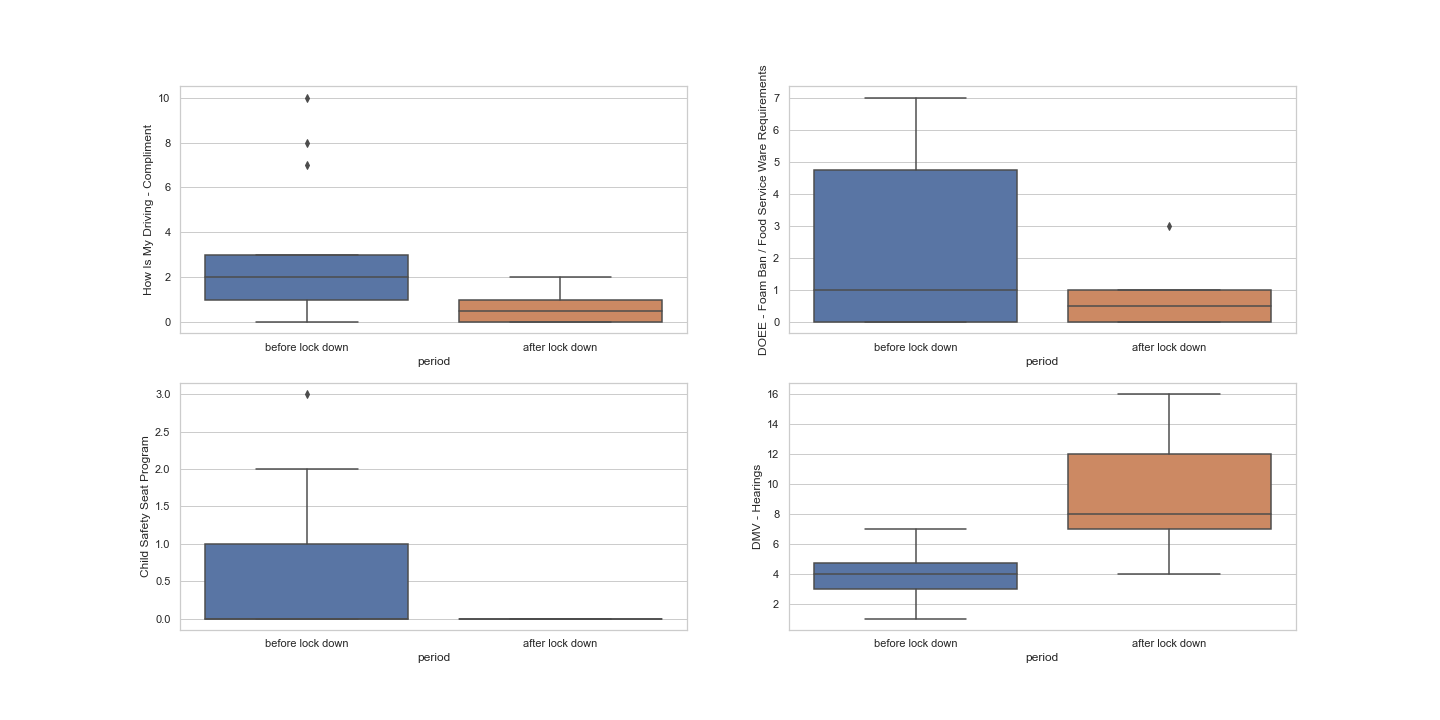 How Is My Driving - Compliment
10
8
6
4
2
0
before lock down
after lock down
period
DOEE - Foam Ban / Food Service Ware Requirements
7
6
5
4
3
2
1
0
before lock down
after lock down
period
Child Safety Seat Program
3.0
2.5
2.0
1.5
1.0
0.5
0.0
before lock down
after lock down
period
DMV - Hearings
16
14
12
10
8
6
4
2
before lock down
after lock down
period